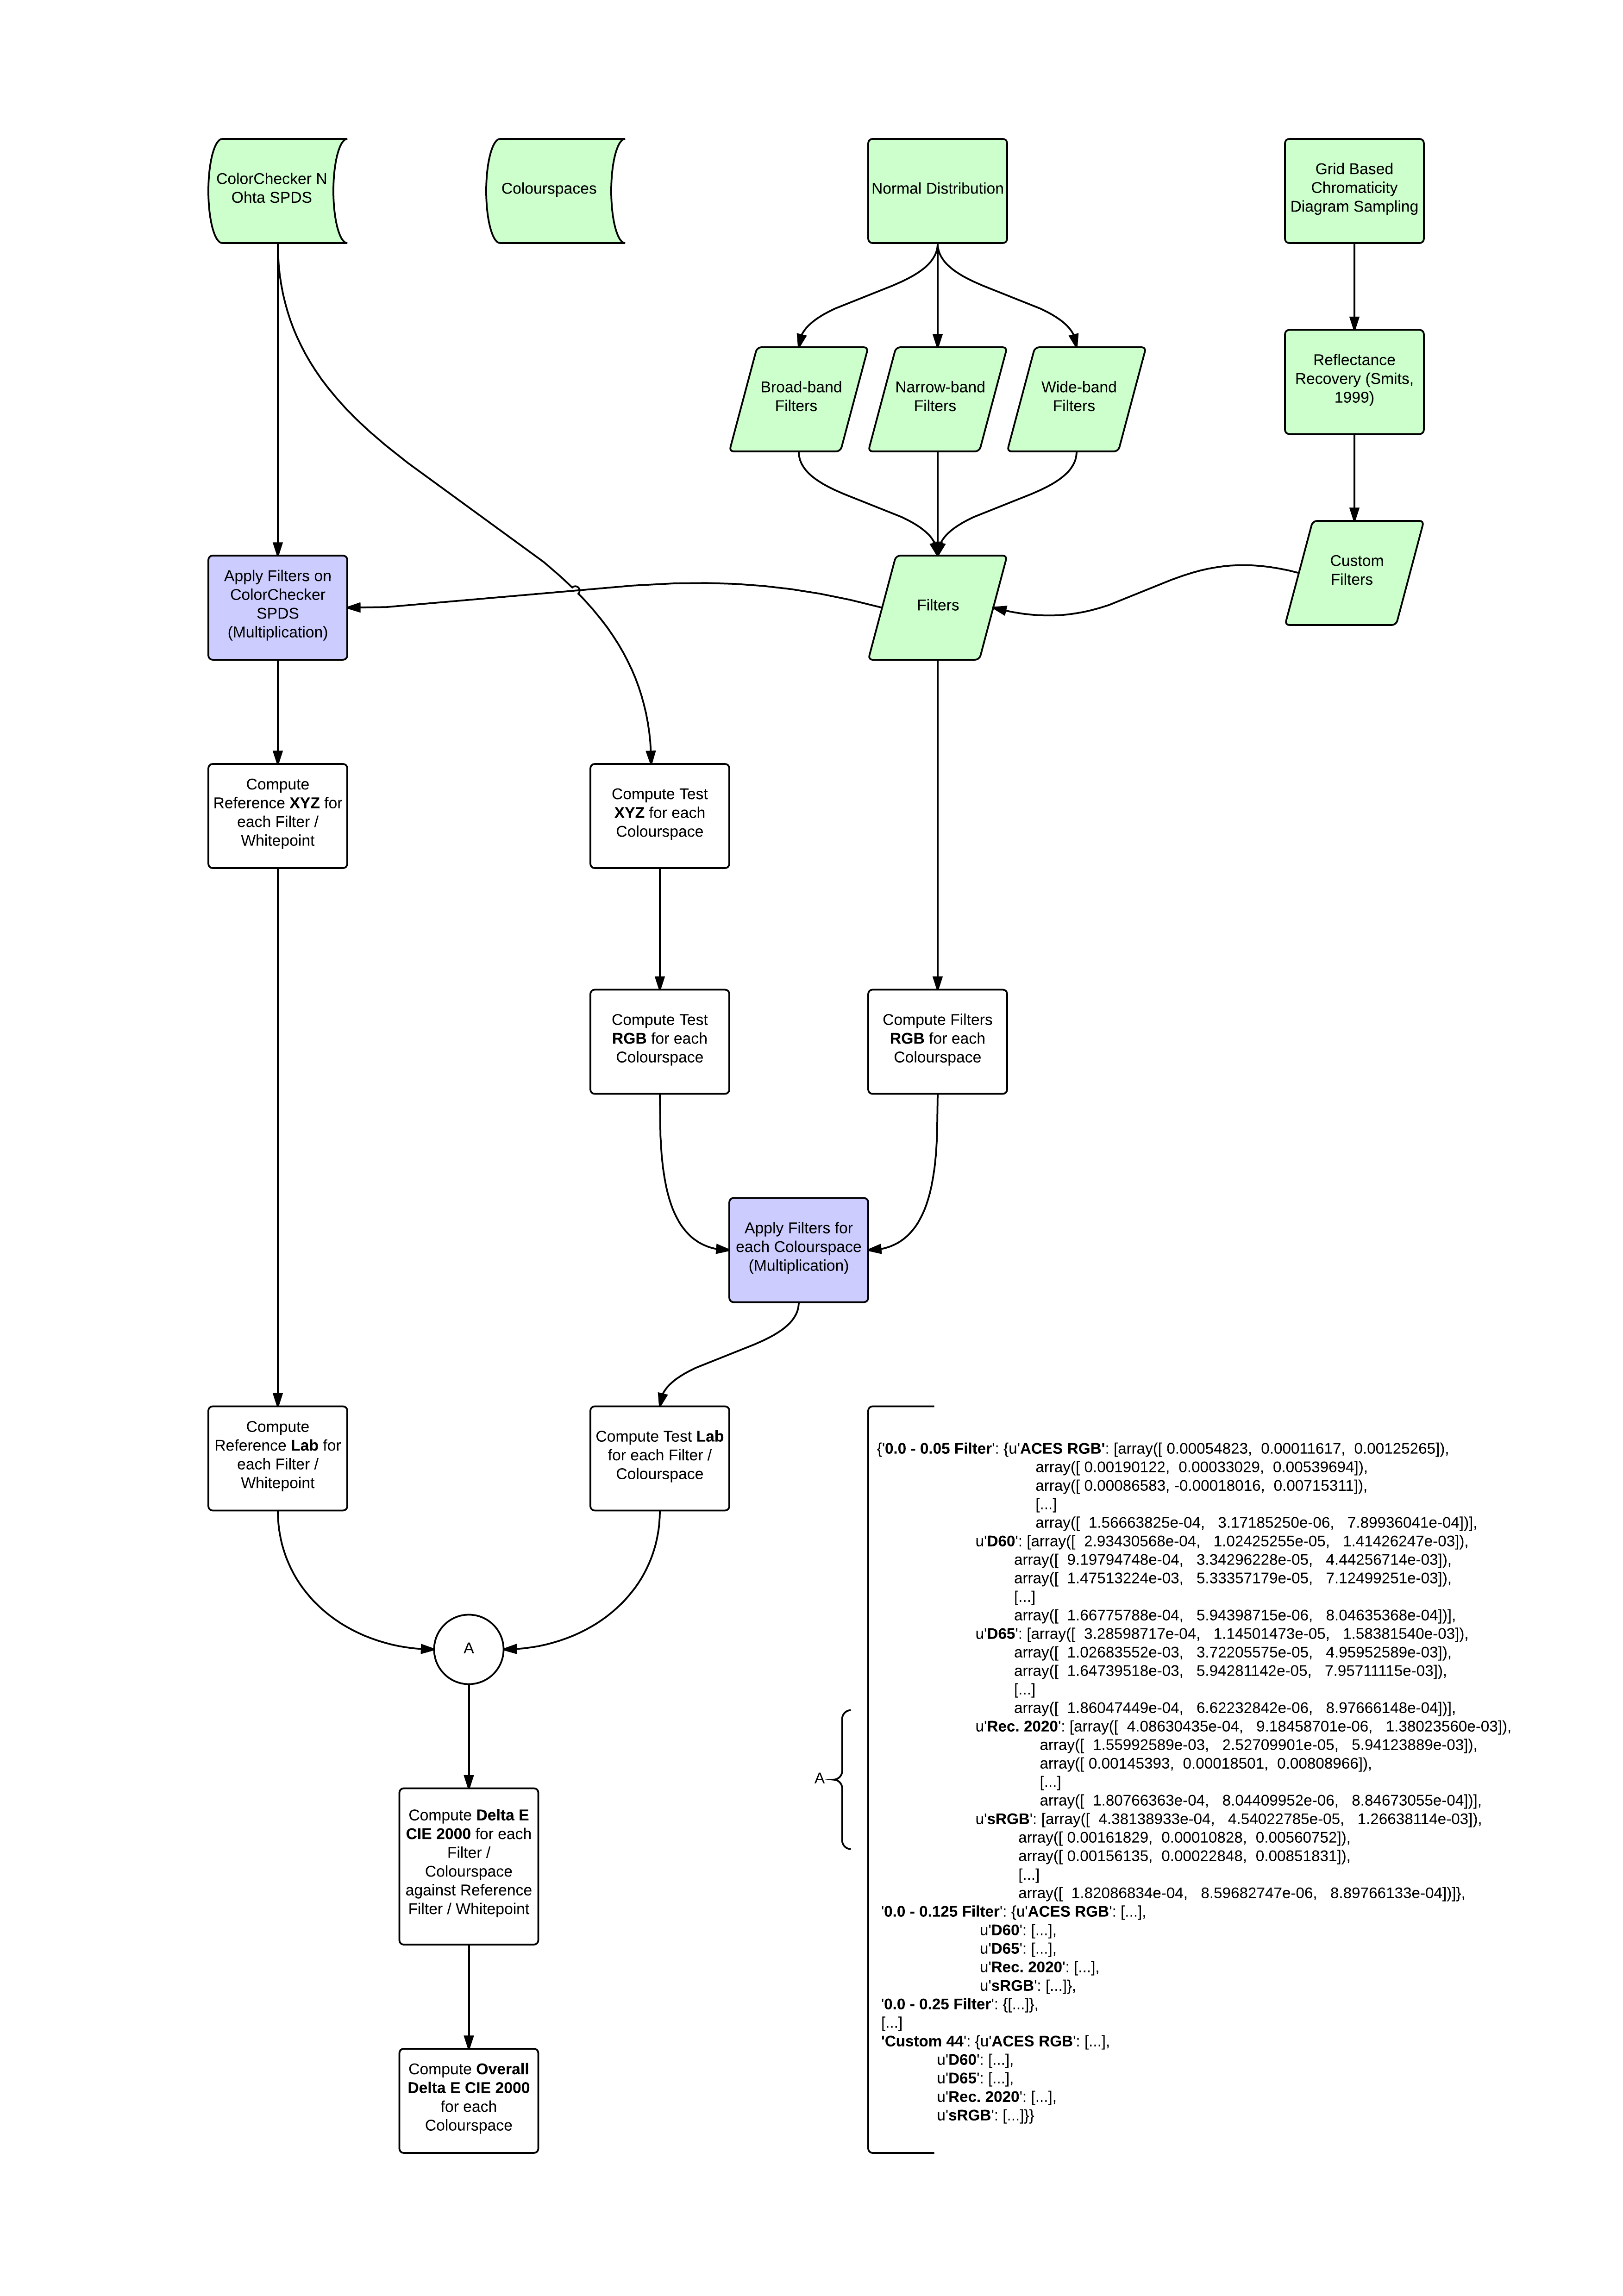 ColorChecker N
Ohta SPDS
Colourspaces
Normal Distribution
Grid Based
Chromaticity
Diagram Sampling
Broad-band
Filters
Narrow-band
Filters
Wide-band
Filters
Reflectance
Recovery (Smits,
1999)
Custom
Filters
Apply Filters on
ColorChecker
SPDS
(Multiplication)
Filters
Compute
Reference XYZ for
each Filter /
Whitepoint
Compute Test
XYZ for each
Colourspace
Compute Test
RGB for each
Colourspace
Compute Filters
RGB for each
Colourspace
Apply Filters for
each Colourspace
(Multiplication)
Compute
Reference Lab for
each Filter /
Whitepoint
Compute Test Lab
for each Filter /
Colourspace
A
Compute Delta E
CIE 2000 for each
Filter /
Colourspace
against Reference
Filter / Whitepoint
Compute Overall
Delta E CIE 2000
for each
Colourspace
A
{'0.0 - 0.05 Filter': {u'ACES RGB': [array([ 0.00054823,  0.00011617,  0.00125265]),
array([ 0.00190122,  0.00033029,  0.00539694]),
array([ 0.00086583, -0.00018016,  0.00715311]),
[...]
array([  1.56663825e-04,   3.17185250e-06,   7.89936041e-04])],
u'D60': [array([  2.93430568e-04,   1.02425255e-05,   1.41426247e-03]),
array([  9.19794748e-04,   3.34296228e-05,   4.44256714e-03]),
array([  1.47513224e-03,   5.33357179e-05,   7.12499251e-03]),
[...]
array([  1.66775788e-04,   5.94398715e-06,   8.04635368e-04])],
u'D65': [array([  3.28598717e-04,   1.14501473e-05,   1.58381540e-03]),
array([  1.02683552e-03,   3.72205575e-05,   4.95952589e-03]),
array([  1.64739518e-03,   5.94281142e-05,   7.95711115e-03]),
[...]
array([  1.86047449e-04,   6.62232842e-06,   8.97666148e-04])],
u'Rec. 2020': [array([  4.08630435e-04,   9.18458701e-06,   1.38023560e-03]),
array([  1.55992589e-03,   2.52709901e-05,   5.94123889e-03]),
array([ 0.00145393,  0.00018501,  0.00808966]),
[...]
array([  1.80766363e-04,   8.04409952e-06,   8.84673055e-04])],
u'sRGB': [array([  4.38138933e-04,   4.54022785e-05,   1.26638114e-03]),
array([ 0.00161829,  0.00010828,  0.00560752]),
array([ 0.00156135,  0.00022848,  0.00851831]),
[...]
array([  1.82086834e-04,   8.59682747e-06,   8.89766133e-04])]},
'0.0 - 0.125 Filter': {u'ACES RGB': [...],
u'D60': [...],
u'D65': [...],
u'Rec. 2020': [...],
u'sRGB': [...]},
'0.0 - 0.25 Filter': {[...]},
[...]
'Custom 44': {u'ACES RGB': [...],
u'D60': [...],
u'D65': [...],
u'Rec. 2020': [...],
u'sRGB': [...]}}